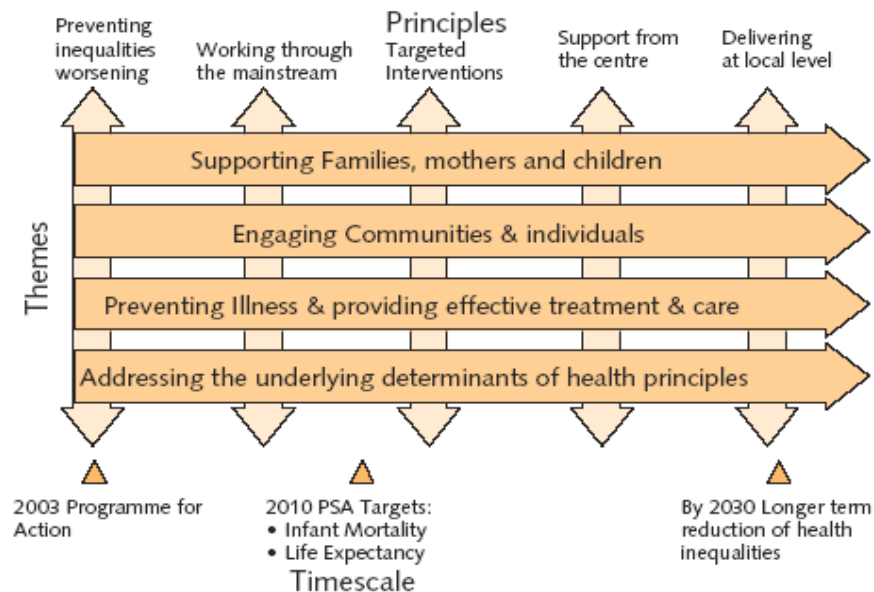 Principles
Preventing
inequalities
worsening
Working through
the mainstream
Targeted
Interventions
Support from
the centre
Delivering
at local level
Themes
Supporting Families, mothers and children
Engaging Communities & individuals
Preventing Illness & providing effective treatment & care
Addressing the underlying determinants of health principles
2003 Programme for
Action
2010 PSA Targets:
• Infant Mortality
• Life Expectancy
By 2030 Longer term
reduction of health
inequalities
Timescale